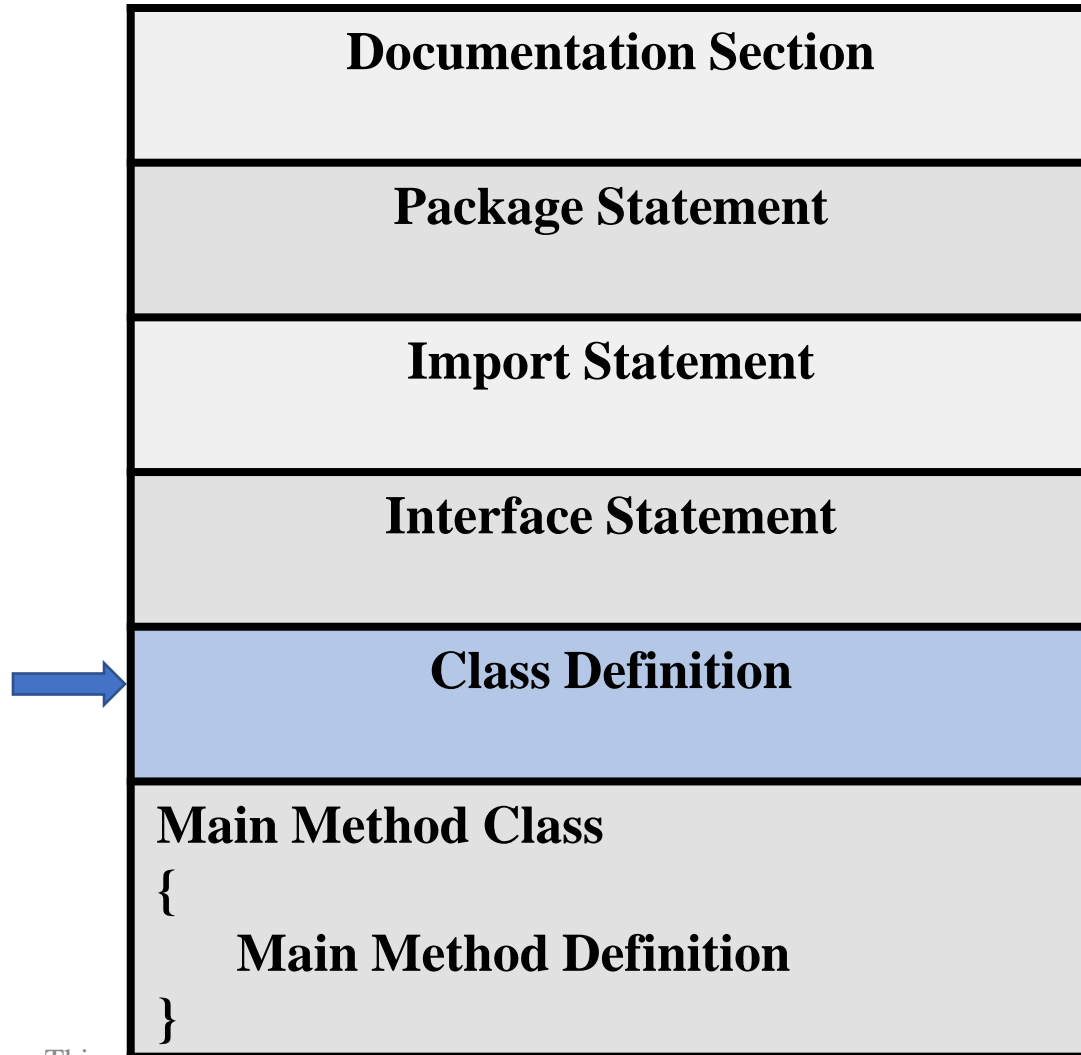 Documentation Section
Package Statement
Import Statement
Interface Statement
Class Definition
Main Method Class
{
Main Method Definition
}